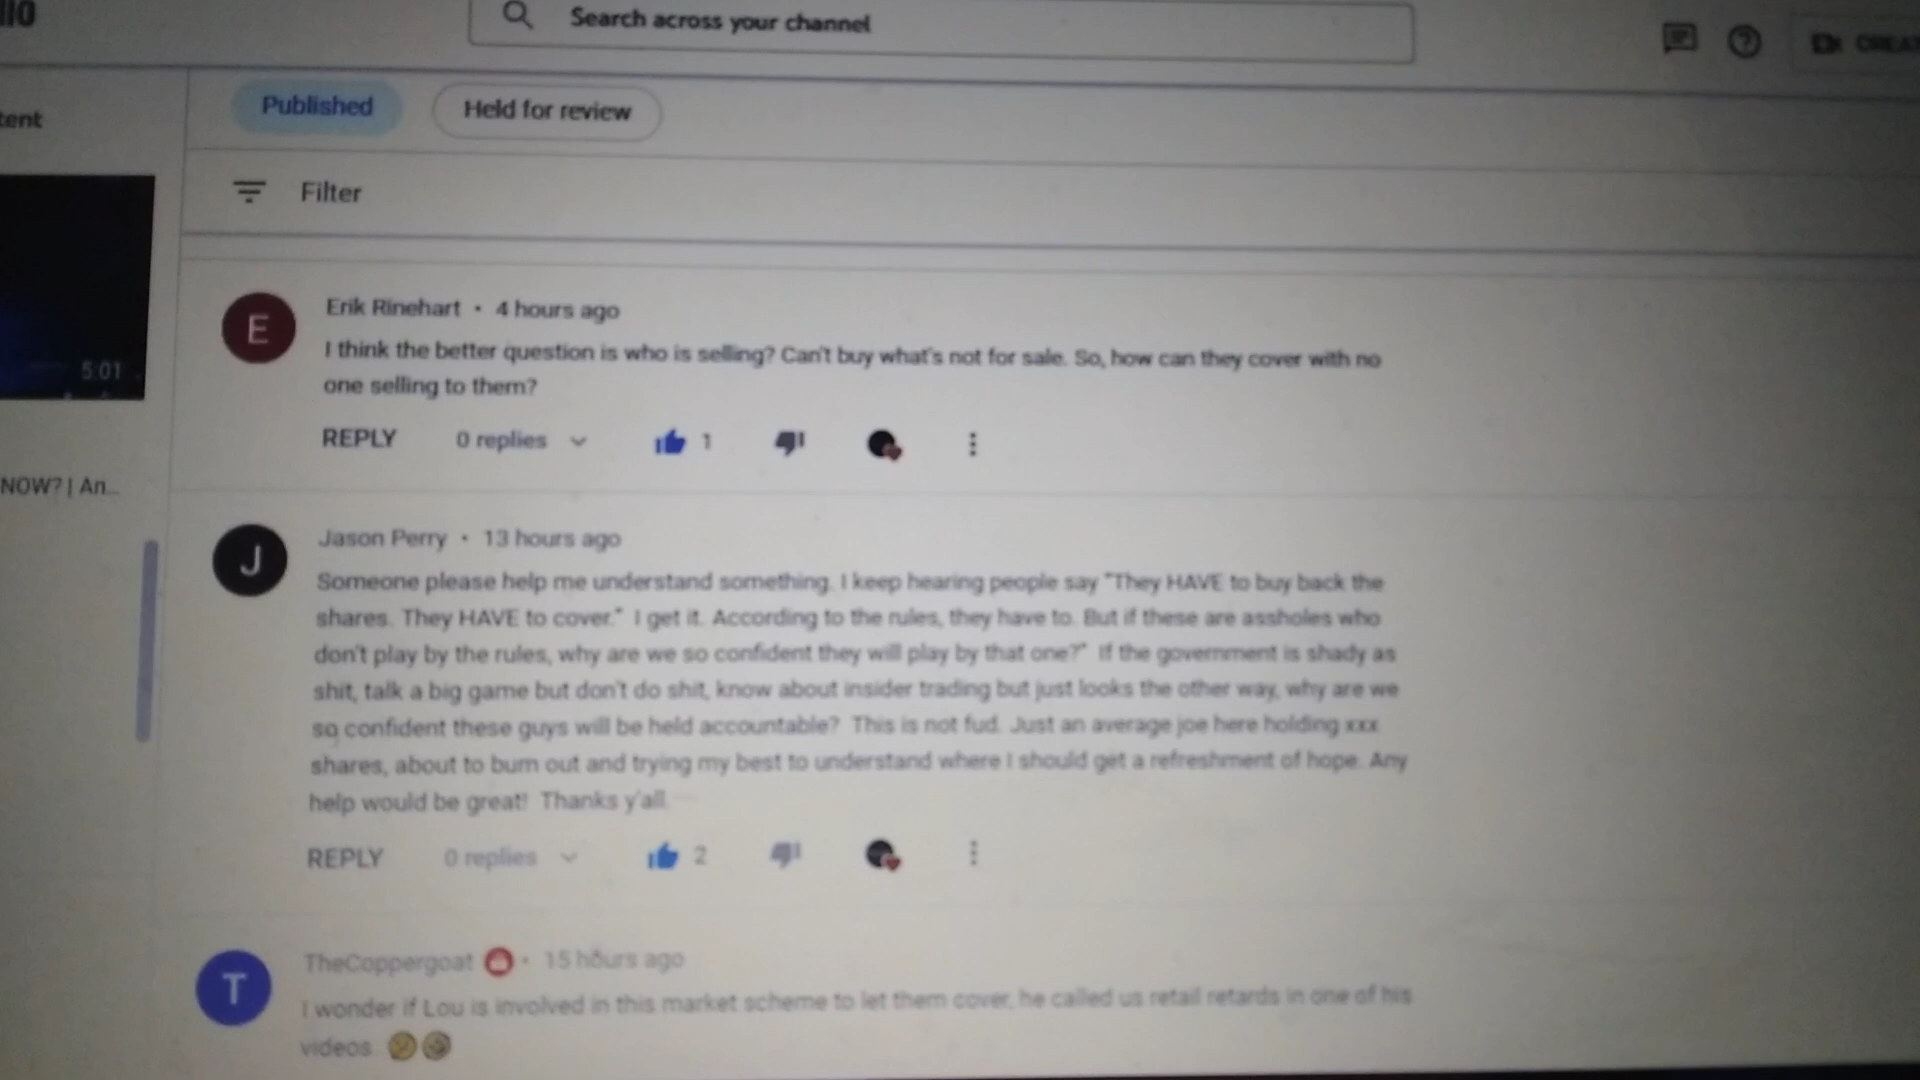 Search across your channel
Published
Held for review
Filter
5:01
NOW? | An...
E
Erik Rinehart • 4 hours ago
I think the better question is who is selling? Can't buy what's not for sale. So, how can they cover with no
one selling to them?
REPLY 0 replies 1
J
Jason Perry • 13 hours ago
Someone please help me understand something. I keep hearing people say "They HAVE to buy back the
shares. They HAVE to cover." I get it. According to the rules, they have to. But if these are assholes who
don't play by the rules, why are we so confident they will play by that one?" If the government is shady as
shit, talk a big game but don't do shit, know about insider trading but just looks the other way, why are we
so confident these guys will be held accountable? This is not fud. Just an average joe here holding xxx
shares, about to burn out and trying my best to understand where I should get a refreshment of hope. Any
help would be great! Thanks y'all.
REPLY 0 replies 2
T
TheCoppergoat • 15 hours ago
I wonder if Lou is involved in this market scheme to let them cover, he called us retail retards in one of his
videos